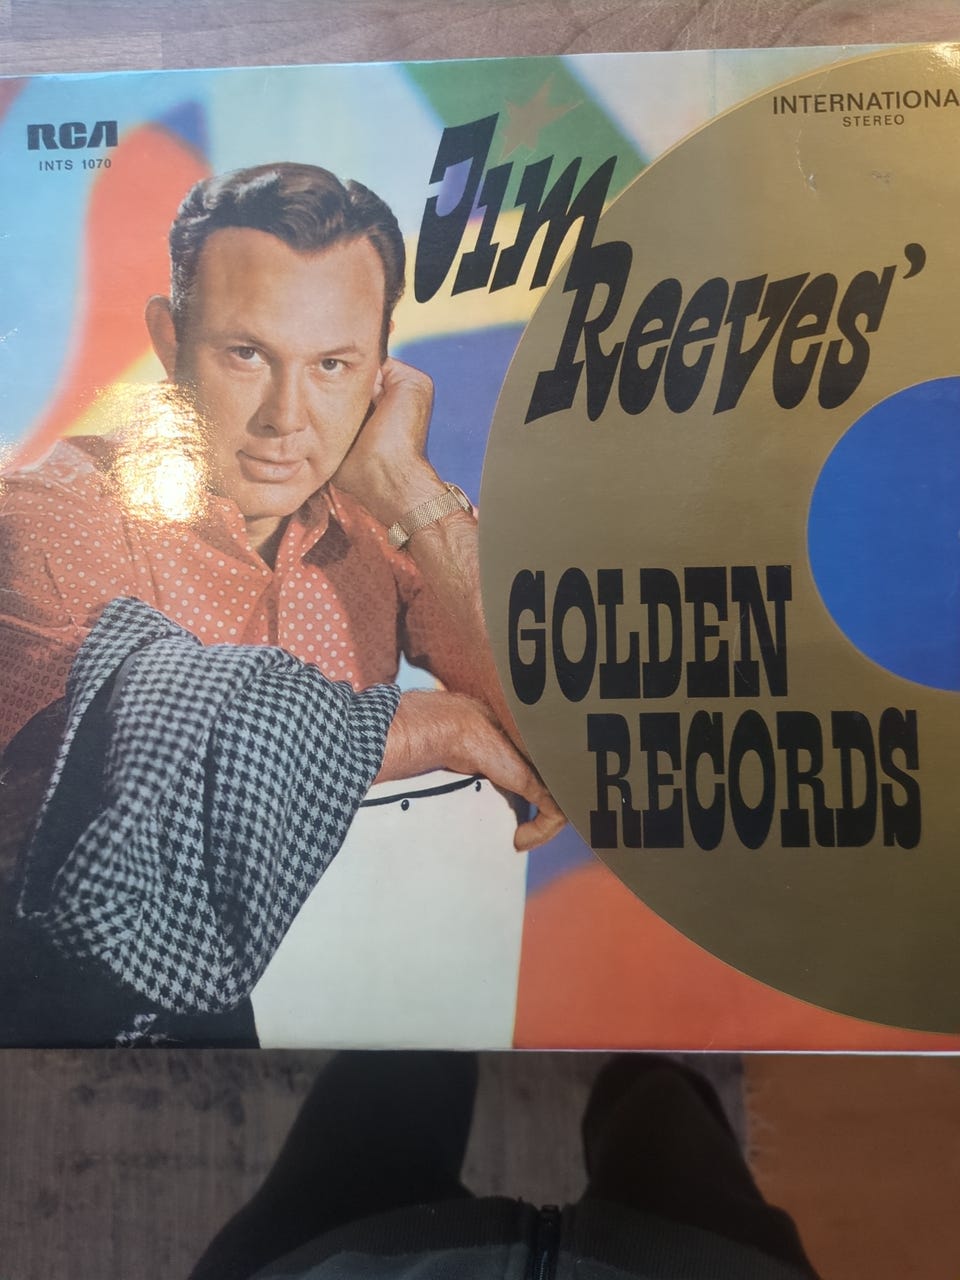 RCA
INTS 1070
INTERNATIONA
STEREO
Jim
Reeves'
GOLDEN
RECORDS